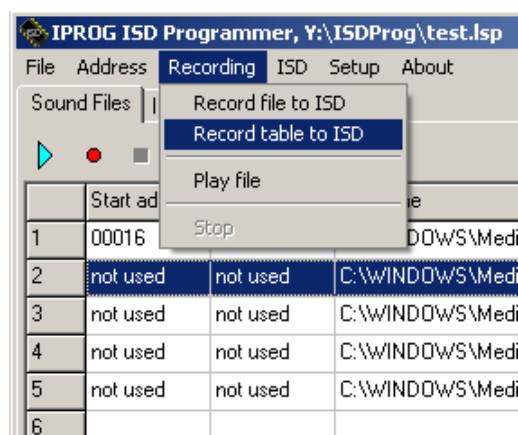 IPROG ISD Programmer, Y:\ISDProg\test.lsp
File Address Recording ISD Setup About
Sound Files
Record file to ISD
Record table to ISD
Play file
Stop
Start ad
1 00016 DOWS\Medi
2 not used not used C:\WINDOWS\Medi
3 not used not used C:\WINDOWS\Medi
4 not used not used C:\WINDOWS\Medi
5 not used not used C:\WINDOWS\Medi
6